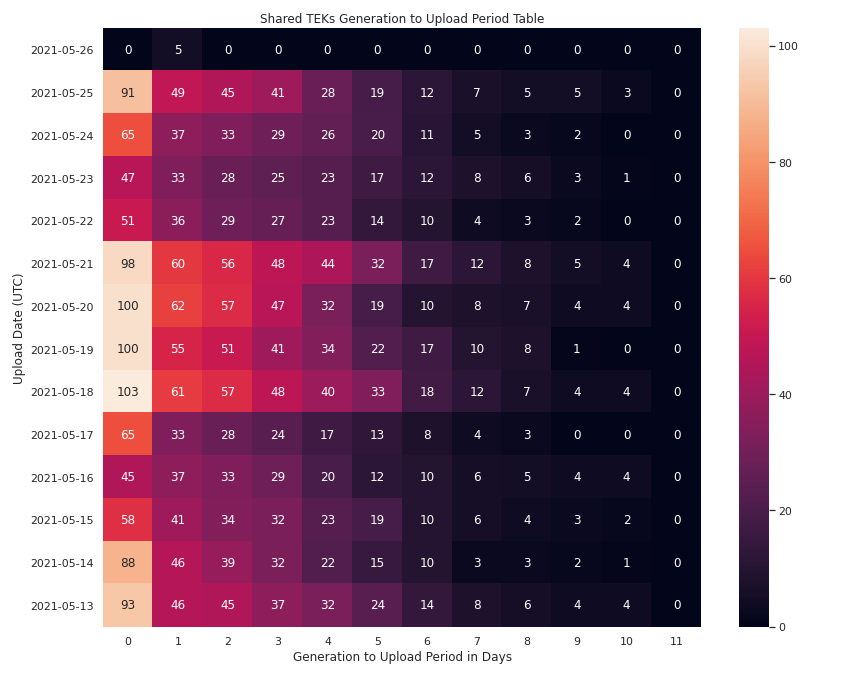 Shared TEKs Generation to Upload Period Table
Upload Date (UTC)
2021-05-26 0 5 0 0 0 0 0 0 0 0 0 0
2021-05-25 91 49 45 41 28 19 12 7 5 5 3 0
2021-05-24 65 37 33 29 26 20 11 5 3 2 0 0
2021-05-23 47 33 28 25 23 17 12 8 6 3 1 0
2021-05-22 51 36 29 27 23 14 10 4 3 2 0 0
2021-05-21 98 60 56 48 44 32 17 12 8 5 4 0
2021-05-20 100 62 57 47 32 19 10 8 7 4 4 0
2021-05-19 100 55 51 41 34 22 17 10 8 1 0 0
2021-05-18 103 61 57 48 40 33 18 12 7 4 4 0
2021-05-17 65 33 28 24 17 13 8 4 3 0 0 0
2021-05-16 45 37 33 29 20 12 10 6 5 4 4 0
2021-05-15 58 41 34 32 23 19 10 6 4 3 2 0
2021-05-14 88 46 39 32 22 15 10 3 3 2 1 0
2021-05-13 93 46 45 37 32 24 14 8 6 4 4 0
0 1 2 3 4 5 6 7 8 9 10 11
Generation to Upload Period in Days
100
80
60
40
20
0